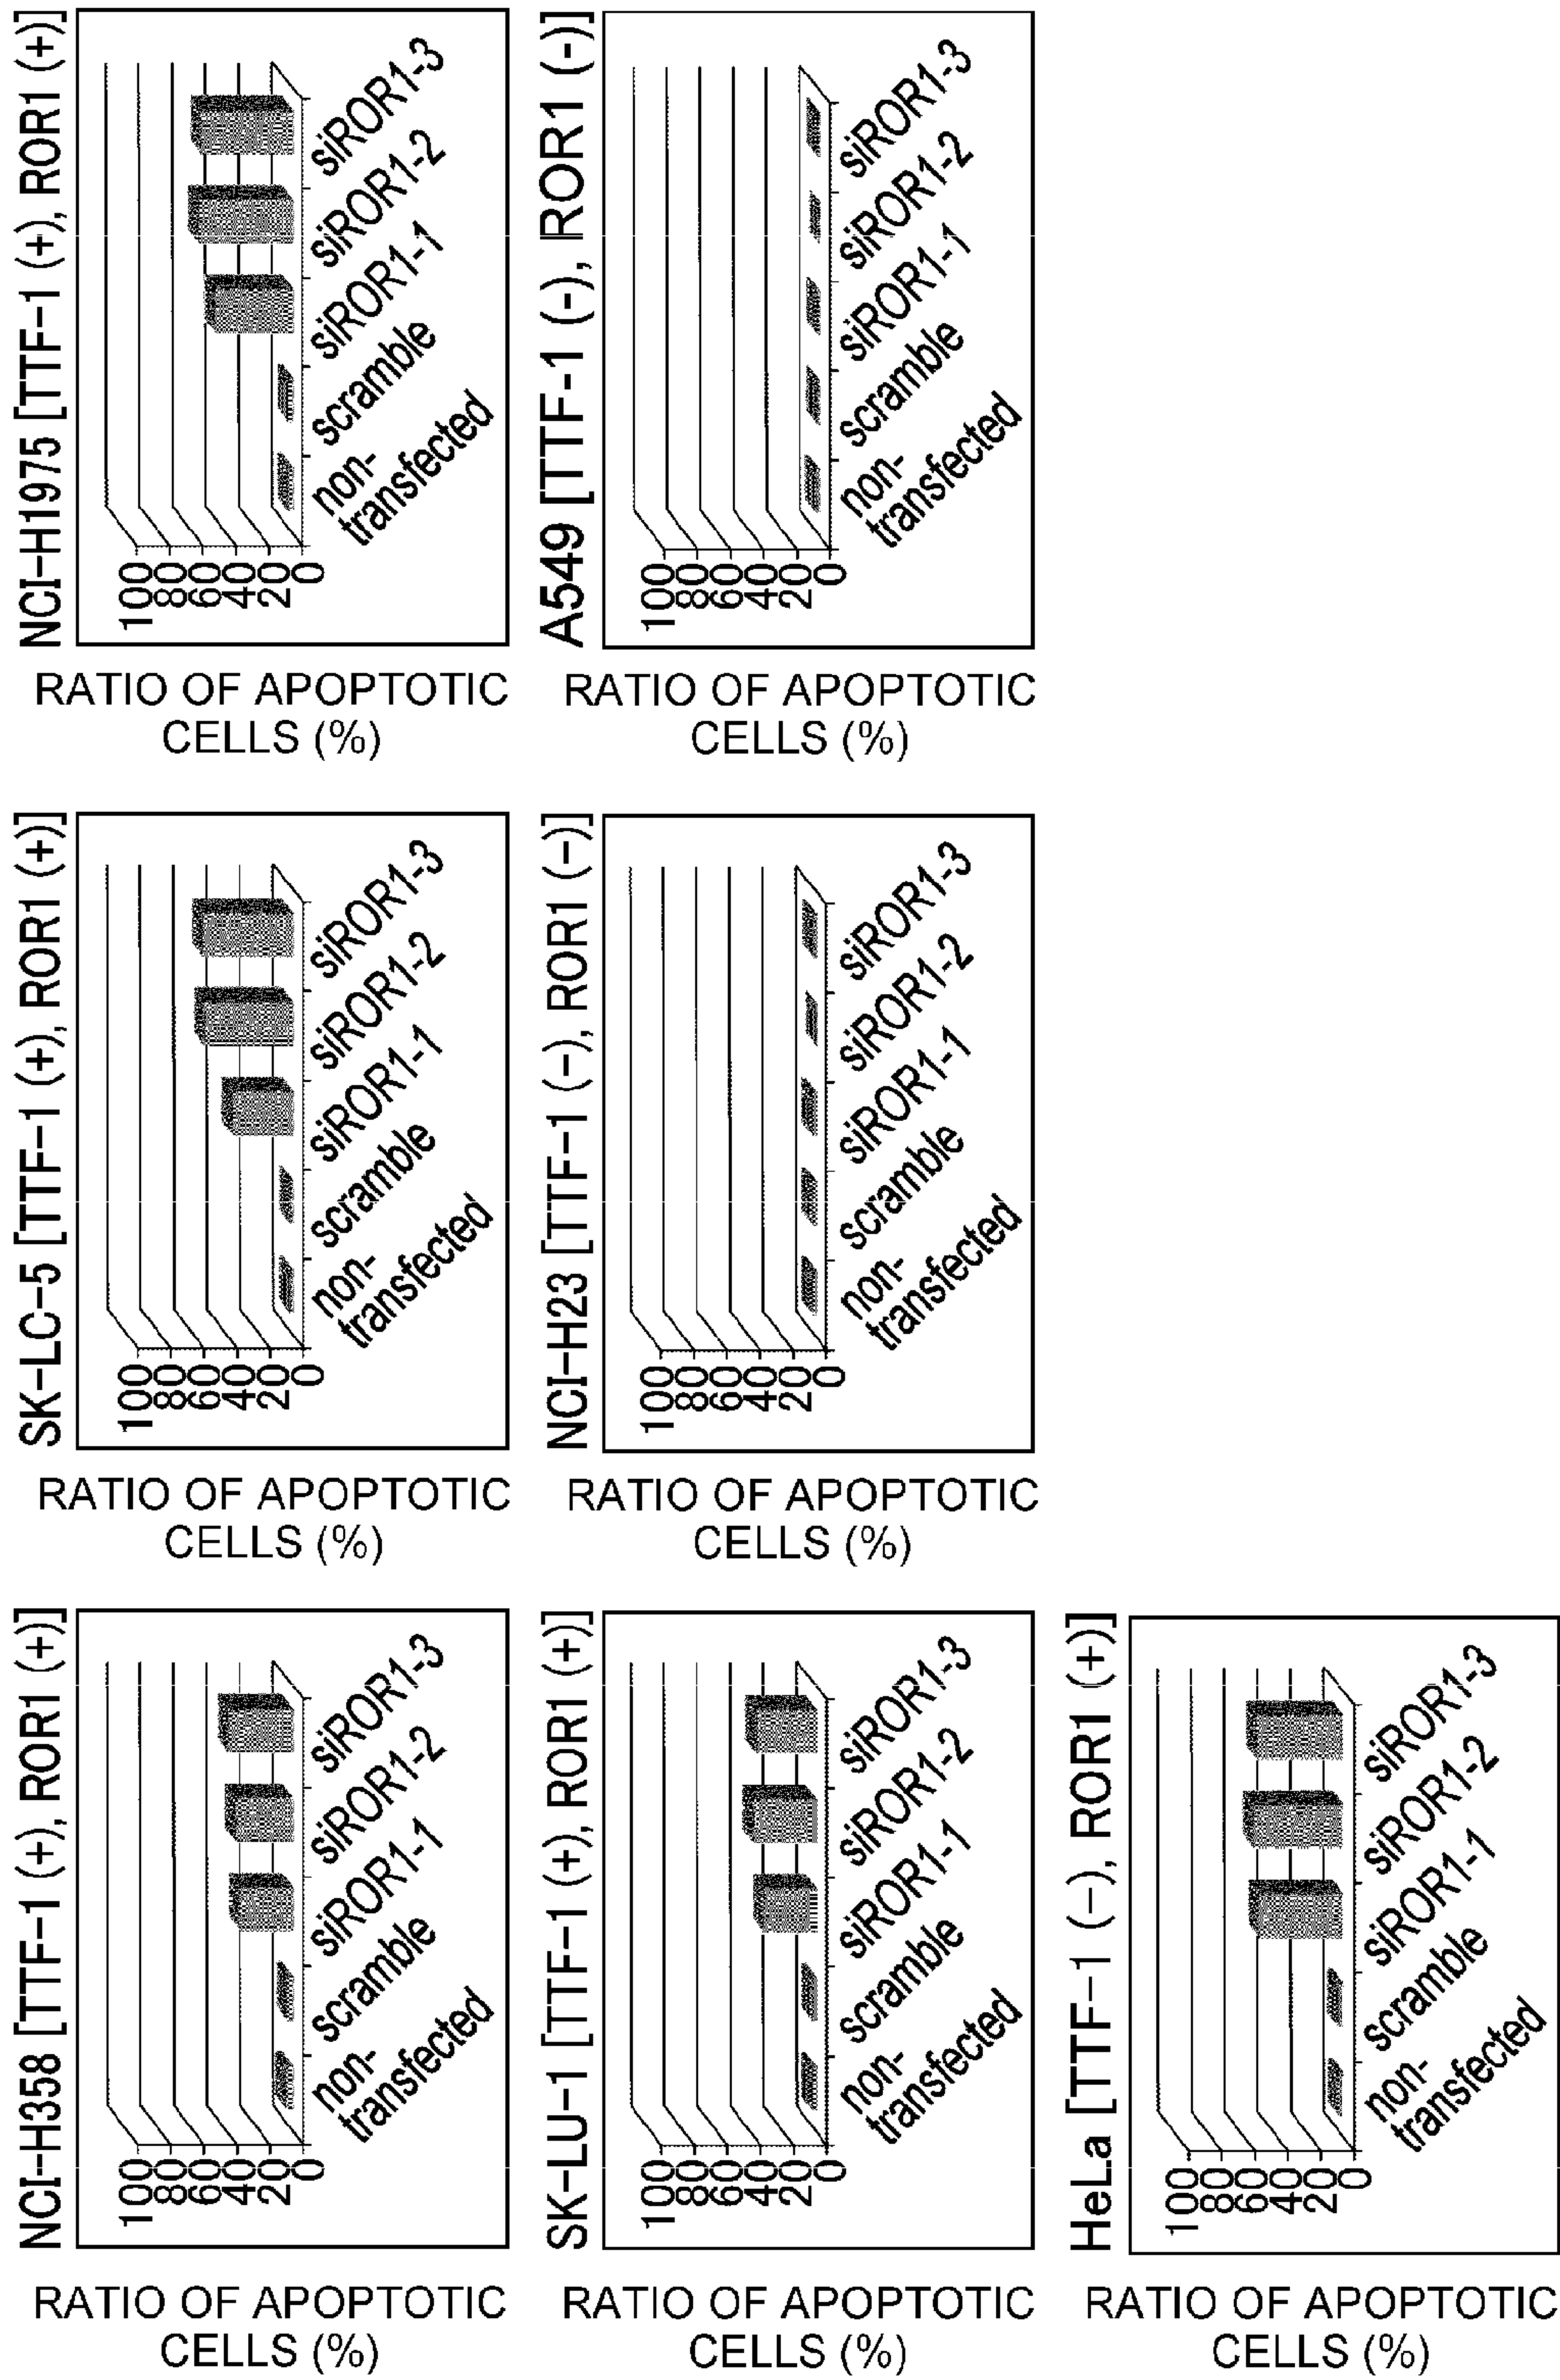 NCI-H1975 [TTF-1 (+), ROR1 (+)]
RATIO OF APOPTOTIC
CELLS (%)
100
80
60
40
20
0
non-
transfected
scramble
siROR1-1
siROR1-2
siROR1-3
A549 [TTF-1 (-), ROR1 (-)]
RATIO OF APOPTOTIC
CELLS (%)
100
80
60
40
20
0
non-
transfected
scramble
siROR1-1
siROR1-2
siROR1-3
SK-LC-5 [TTF-1 (+), ROR1 (+)]
RATIO OF APOPTOTIC
CELLS (%)
100
80
60
40
20
0
non-
transfected
scramble
siROR1-1
siROR1-2
siROR1-3
NCI-H23 [TTF-1 (-), ROR1 (-)]
RATIO OF APOPTOTIC
CELLS (%)
100
80
60
40
20
0
non-
transfected
scramble
siROR1-1
siROR1-2
siROR1-3
NCI-H358 [TTF-1 (+), ROR1 (+)]
RATIO OF APOPTOTIC
CELLS (%)
100
80
60
40
20
0
non-
transfected
scramble
siROR1-1
siROR1-2
siROR1-3
SK-LU-1 [TTF-1 (+), ROR1 (+)]
RATIO OF APOPTOTIC
CELLS (%)
100
80
60
40
20
0
non-
transfected
scramble
siROR1-1
siROR1-2
siROR1-3
HeLa [TTF-1 (-), ROR1 (+)]
RATIO OF APOPTOTIC
CELLS (%)
100
80
60
40
20
0
non-
transfected
scramble
siROR1-1
siROR1-2
siROR1-3